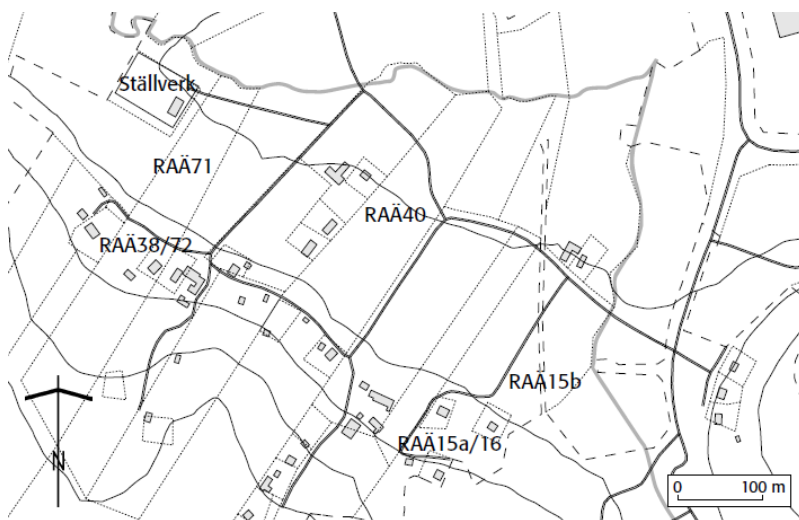 Ställverk
RAÄ71
RAÄ40
RAÄ38/72
RAÄ15b
RAÄ15a/16
N
0 100 m